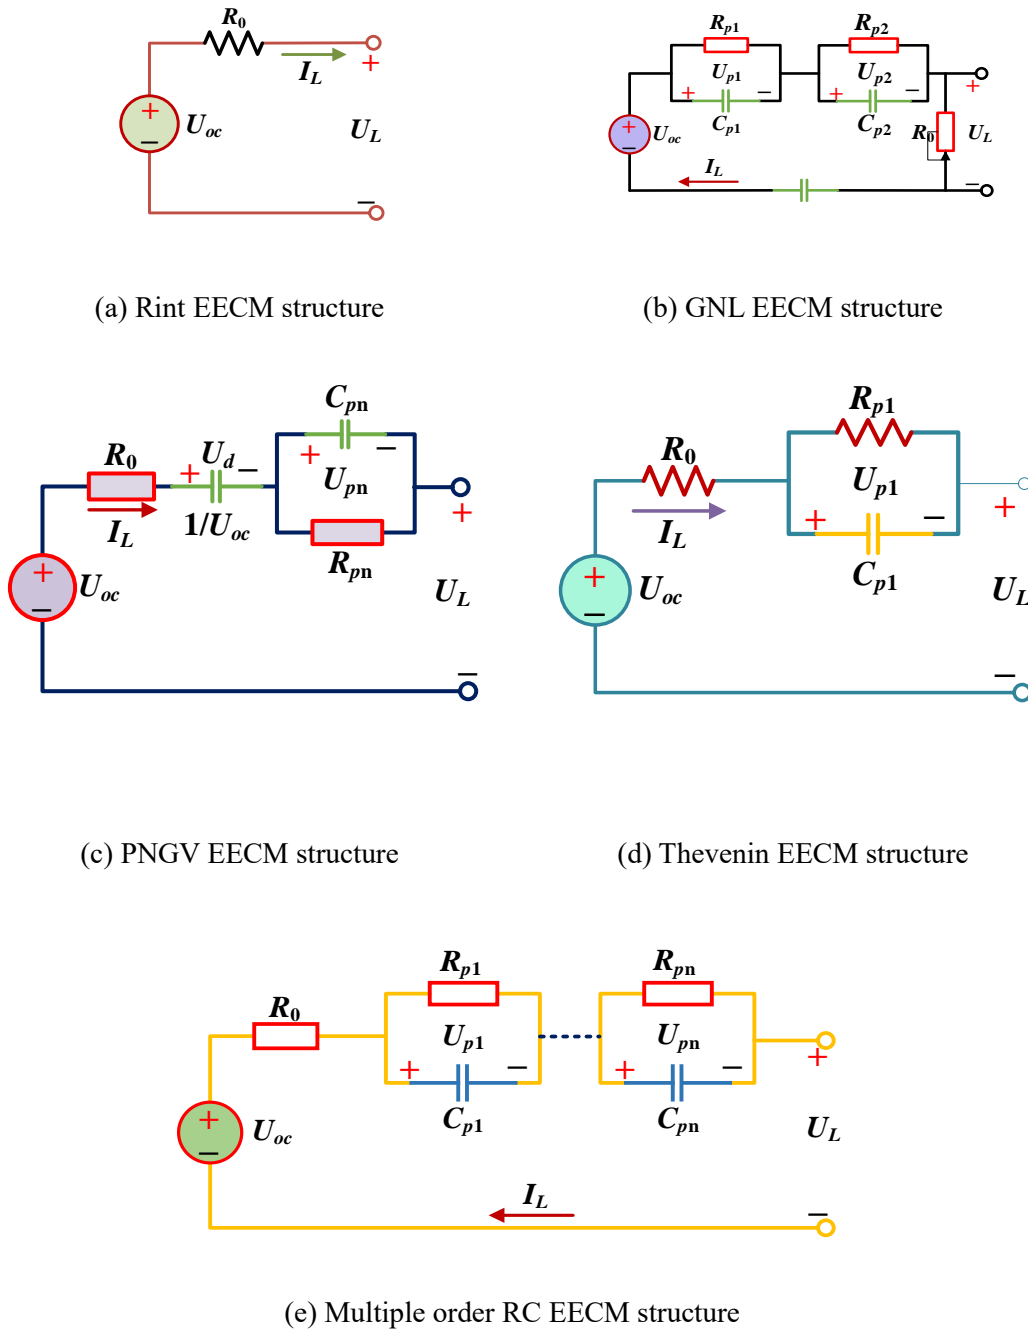 R0
IL
+
+
−
Uoc
UL
−
(a) Rint EECM structure
Rp1
Rp2
Up1
Up2
+
−
+
−
+
Cp1
Cp2
+
−
Uoc
R0
UL
IL
−
(b) GNL EECM structure
Cpn
R0
+
Ud
−
+
−
Upn
IL
1/Uoc
+
Rpn
+
−
Uoc
UL
−
(c) PNGV EECM structure
Rp1
R0
Up1
IL
+
−
+
Cp1
+
−
Uoc
UL
−
(d) Thevenin EECM structure
Rp1
Rpn
R0
Up1
Upn
+
−
+
−
+
Cp1
Cpn
+
−
Uoc
UL
IL
−
(e) Multiple order RC EECM structure